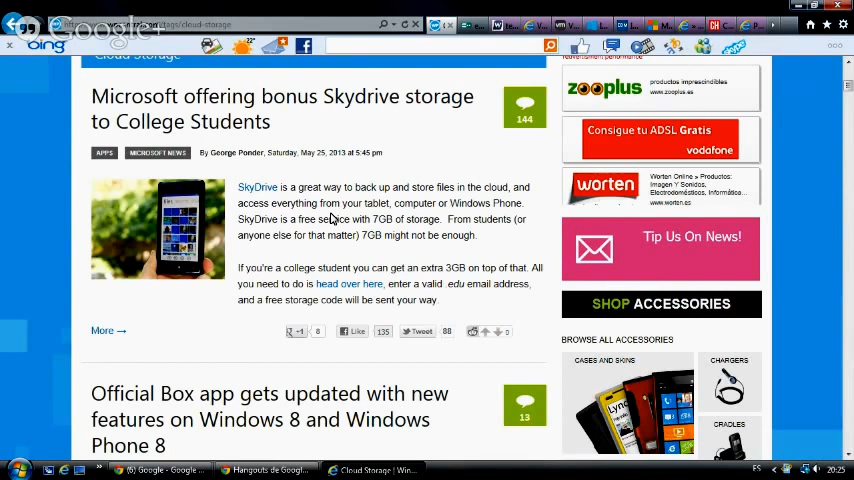 Google+
/tags/cloud-storage
bing
22°
Cloud Storage
Microsoft offering bonus Skydrive storage
to College Students
144
APPS
MICROSOFT NEWS
By George Ponder, Saturday, May 25, 2013 at 5:45 pm
SkyDrive is a great way to back up and store files in the cloud, and
access everything from your tablet, computer or Windows Phone.
SkyDrive is a free service with 7GB of storage. From students (or
anyone else for that matter) 7GB might not be enough.
If you're a college student you can get an extra 3GB on top of that. All
you need to do is head over here, enter a valid .edu email address,
and a free storage code will be sent your way.
More →
+1 8
Like 135
Tweet 88
0
Official Box app gets updated with new
features on Windows 8 and Windows
Phone 8
13
zooplus
productos imprescindibles
www.zooplus.es
Consigue tu ADSL Gratis
vodafone
worten
Worten Online » Productos:
Imagen Y Sonidos,
Electrodomésticos, Informática...
www.worten.es
Tip Us On News!
SHOP ACCESSORIES
BROWSE ALL ACCESSORIES
CASES AND SKINS
CHARGERS
CRADLES
(6) Google - Google ...
Hangouts de Googl...
Cloud Storage | Win...
ES
20:25